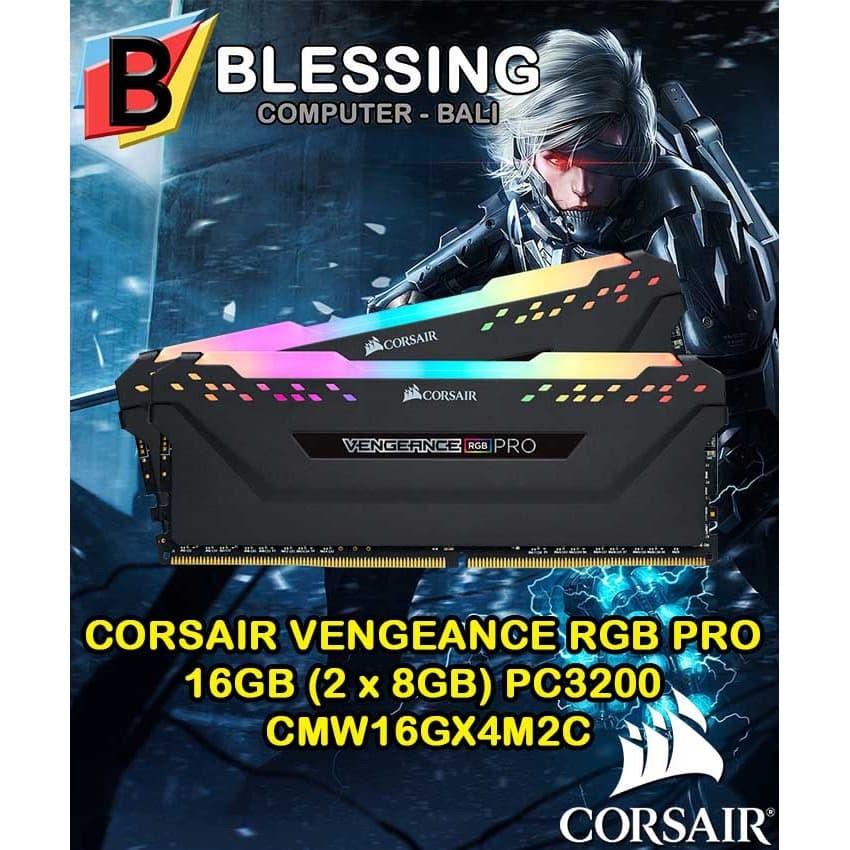 B BLESSING
COMPUTER - BALI
CORSAIR
CORSAIR
VENGEANCE RGB PRO
CORSAIR VENGEANCE RGB PRO
16GB (2 x 8GB) PC3200
CMW16GX4M2C
CORSAIR®